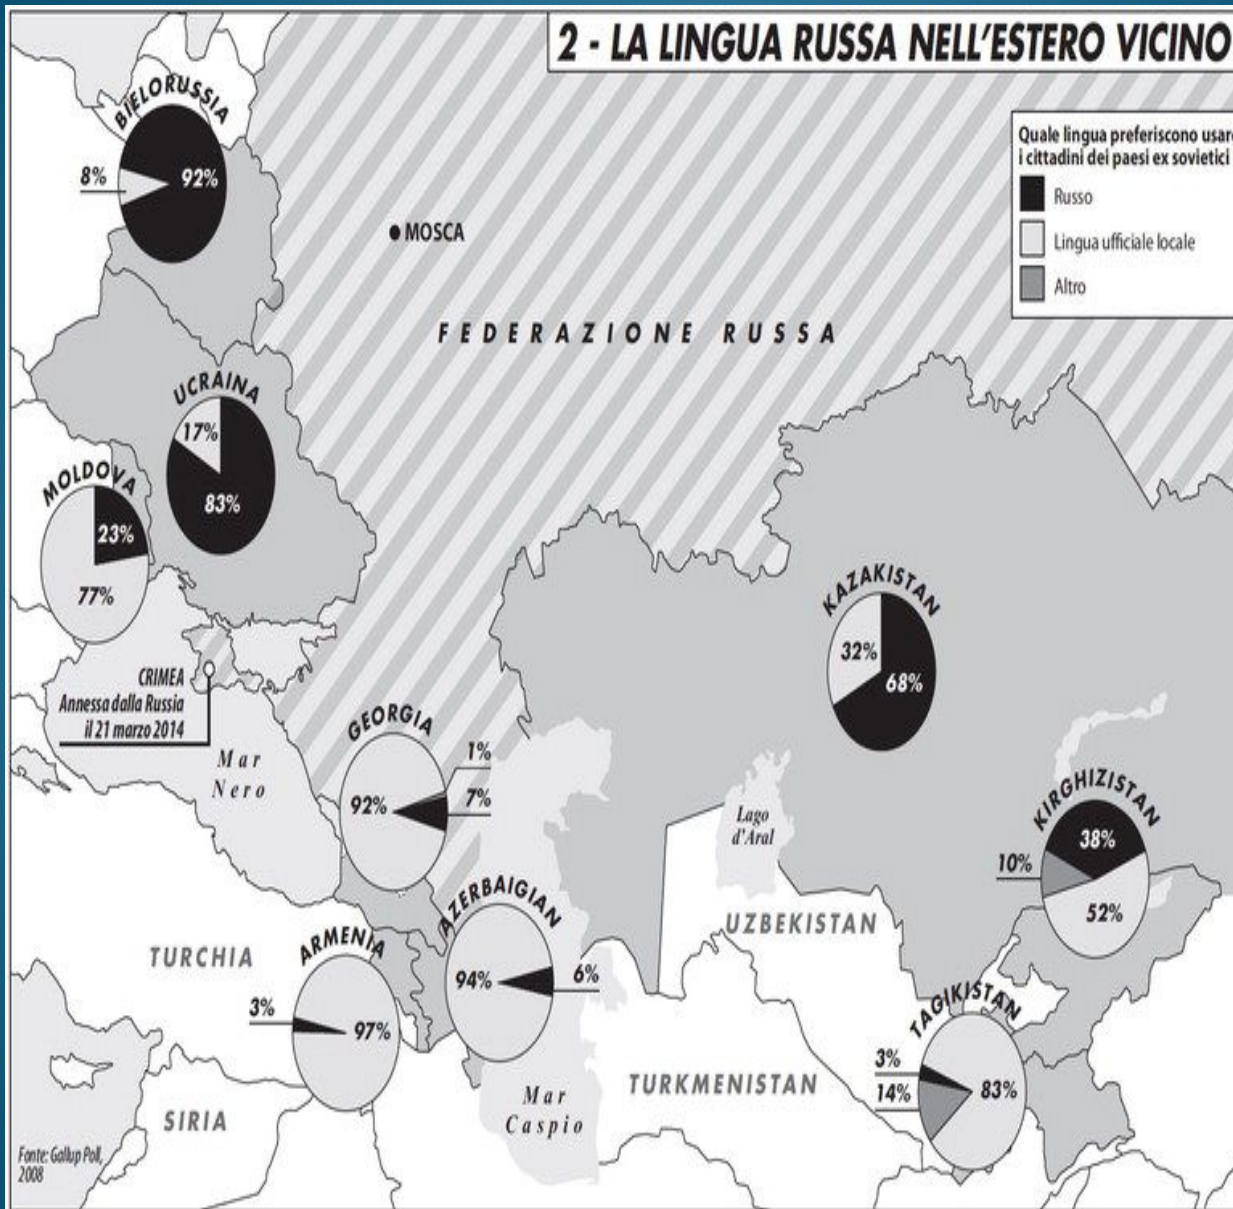 2 - LA LINGUA RUSSA NELL'ESTERO VICINO
Quale lingua preferiscono usare
i cittadini dei paesi ex sovietici
Russo
Lingua ufficiale locale
Altro
BIELORUSSIA
8%
92%
MOSCA
FEDERAZIONE RUSSA
UCRAINA
17%
83%
MOLDOVA
23%
77%
KAZAKISTAN
32%
68%
CRIMEA
Annessa dalla Russia
il 21 marzo 2014
Mar
Nero
GEORGIA
1%
92%
7%
Lago
d'Aral
KIRGHIZISTAN
38%
10%
52%
AZERBAIGIAN
94%
6%
UZBEKISTAN
TURCHIA
ARMENIA
3%
97%
TAGIKISTAN
3%
14%
83%
TURKMENISTAN
Mar
Caspio
SIRIA
Fonte: Gallup Poll,
2008